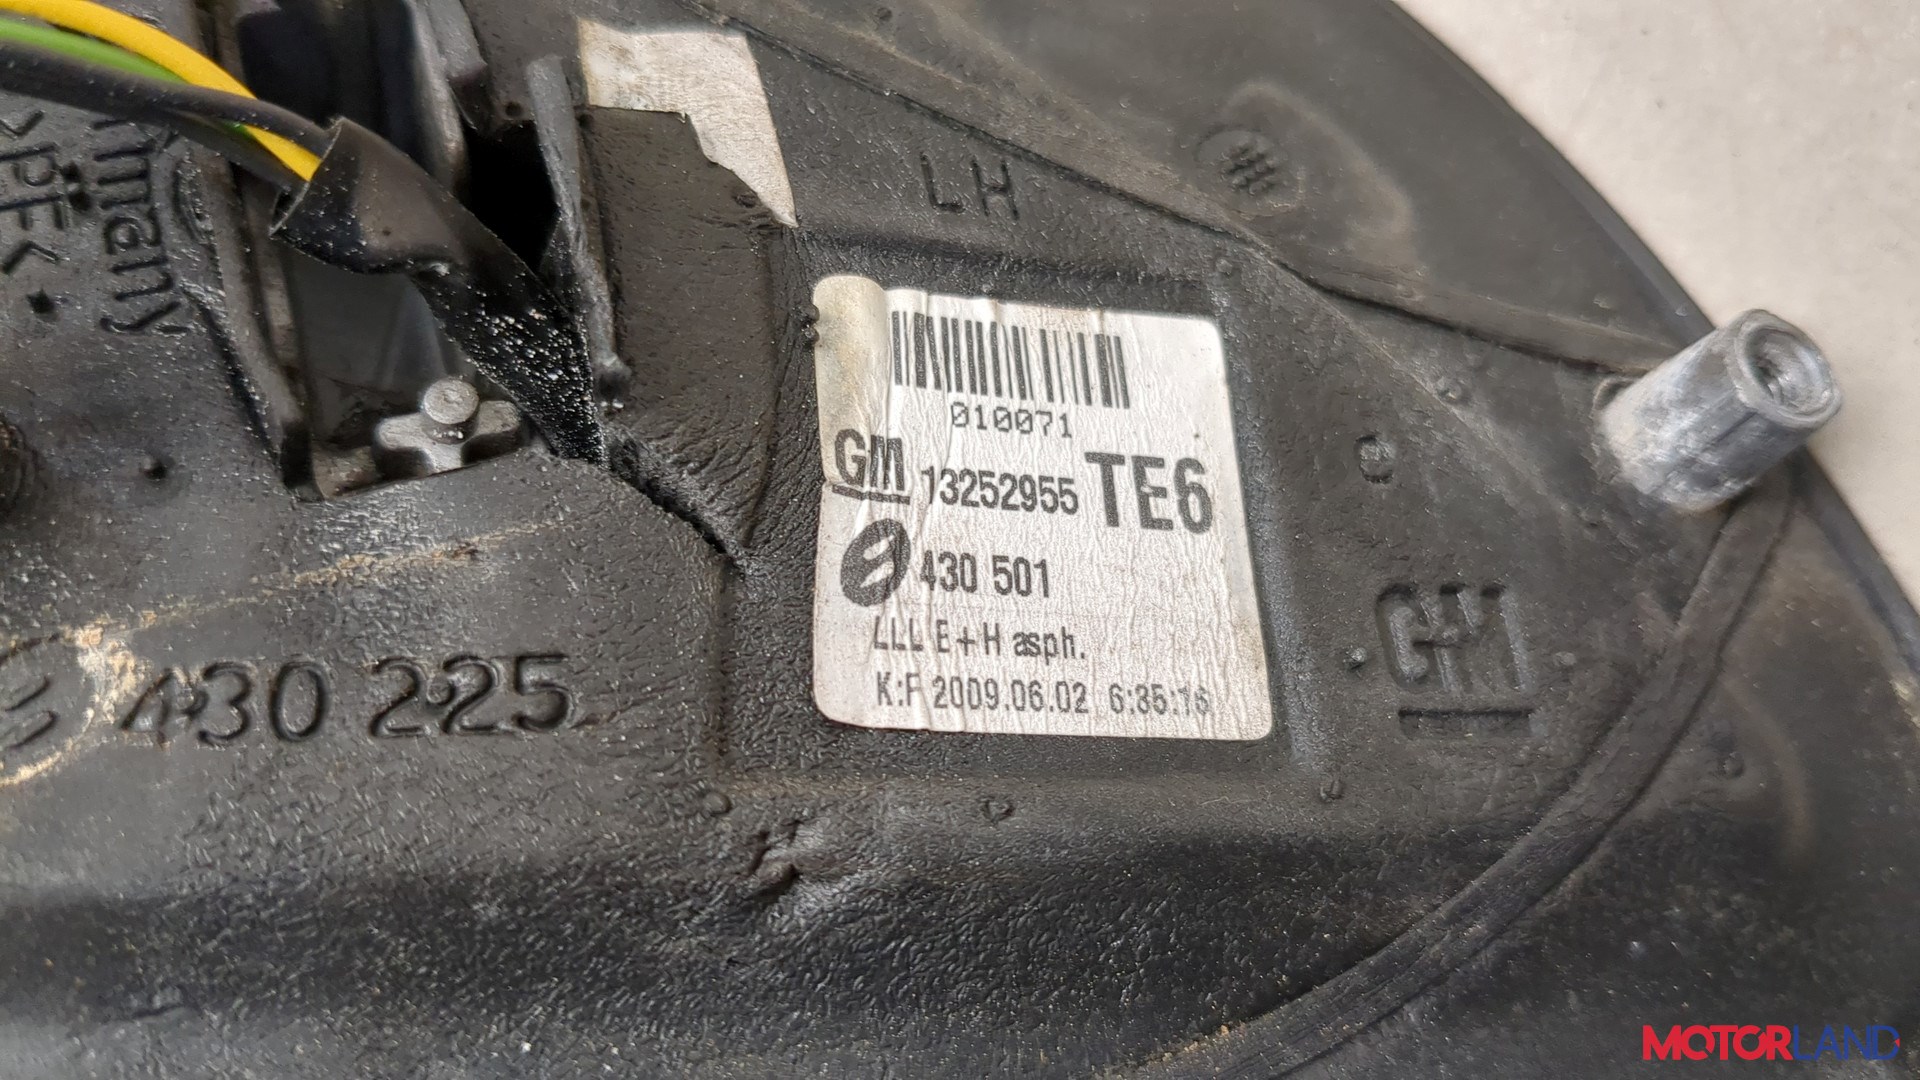 LH
010071
GM 13252955 TE6
430 501
LLL E+H asph.
K:F 2009.06.02 6:35:16
GM
430 225
>PE<
MOTORLAND